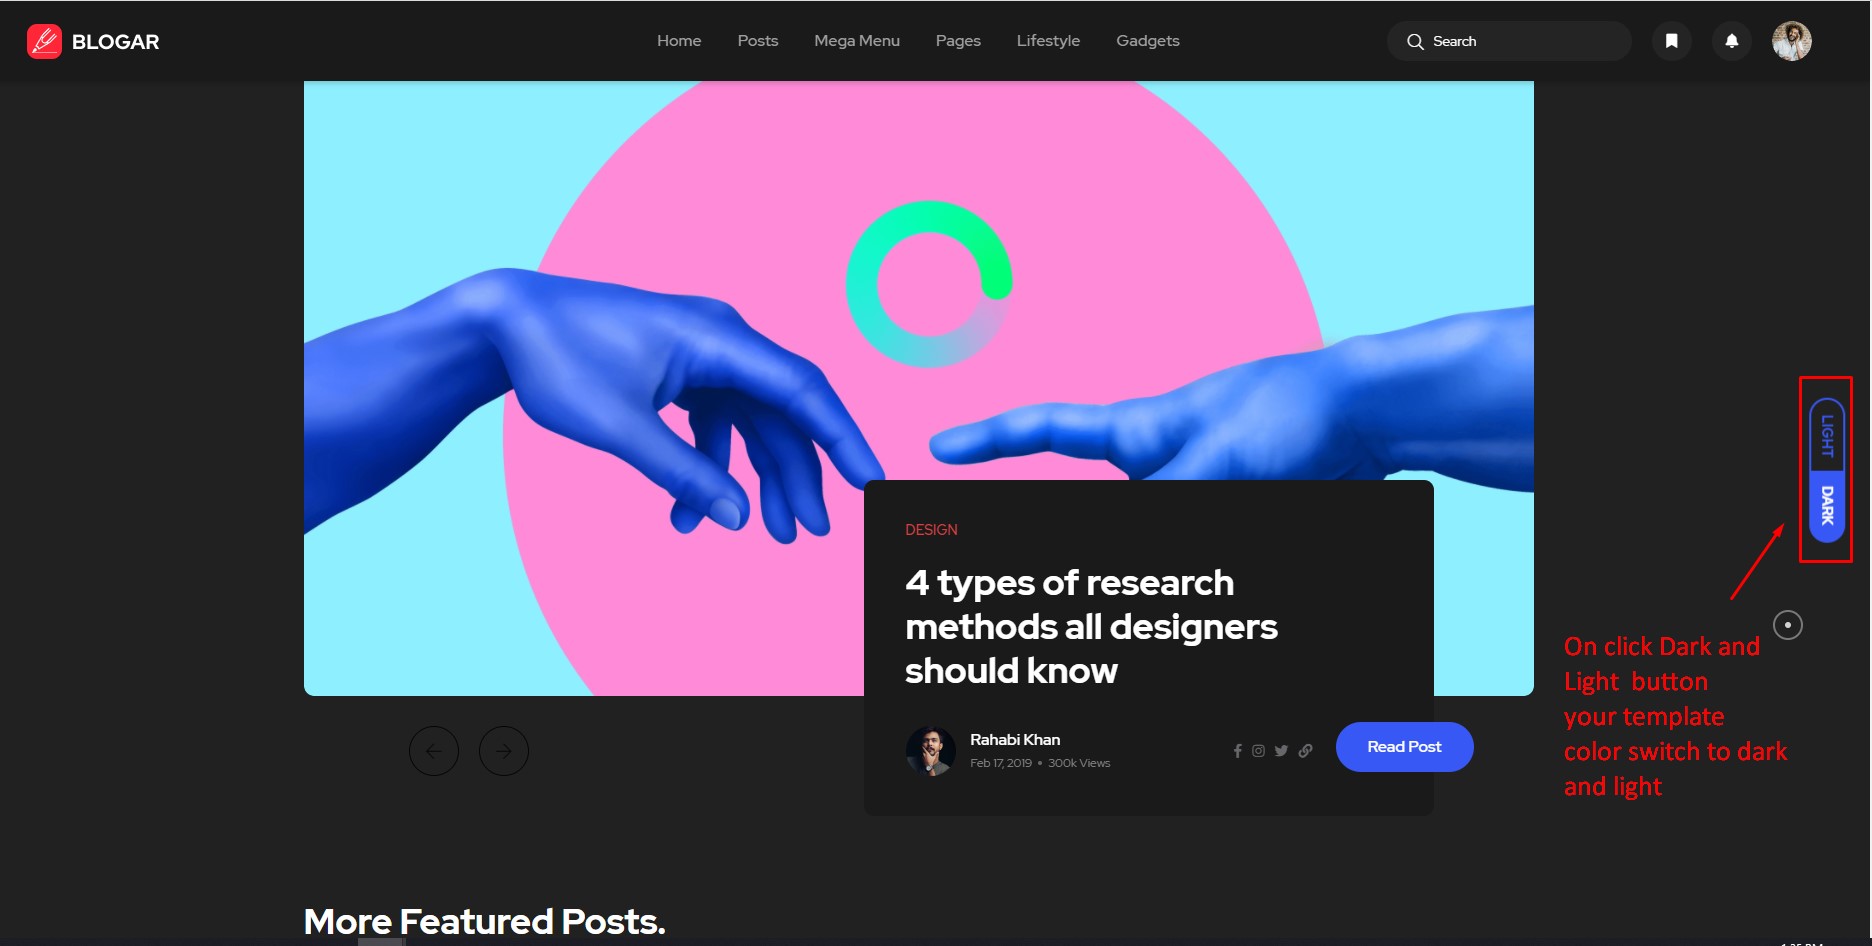 BLOGAR
Home Posts Mega Menu Pages Lifestyle Gadgets
Search
LIGHT
DARK
DESIGN
4 types of research
methods all designers
should know
Rahabi Khan
Feb 17, 2019 • 300k Views
Read Post
On click Dark and
Light button
your template
color switch to dark
and light
More Featured Posts.